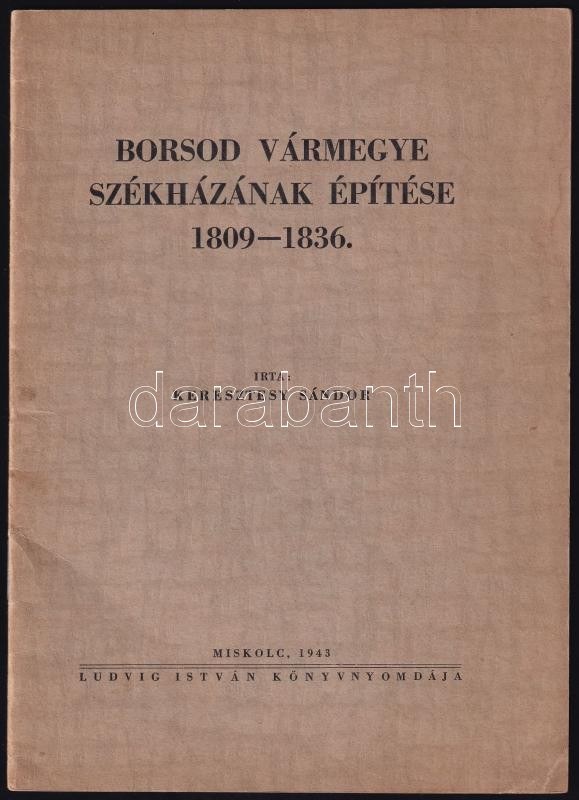 BORSOD VÁRMEGYE
SZÉKHÁZÁNAK ÉPÍTÉSE
1809—1836.
IRTA:
KERESZTESY SÁNDOR
darabanth
MISKOLC, 1943
LUDVIG ISTVÁN KÖNYVNYOMDÁJA